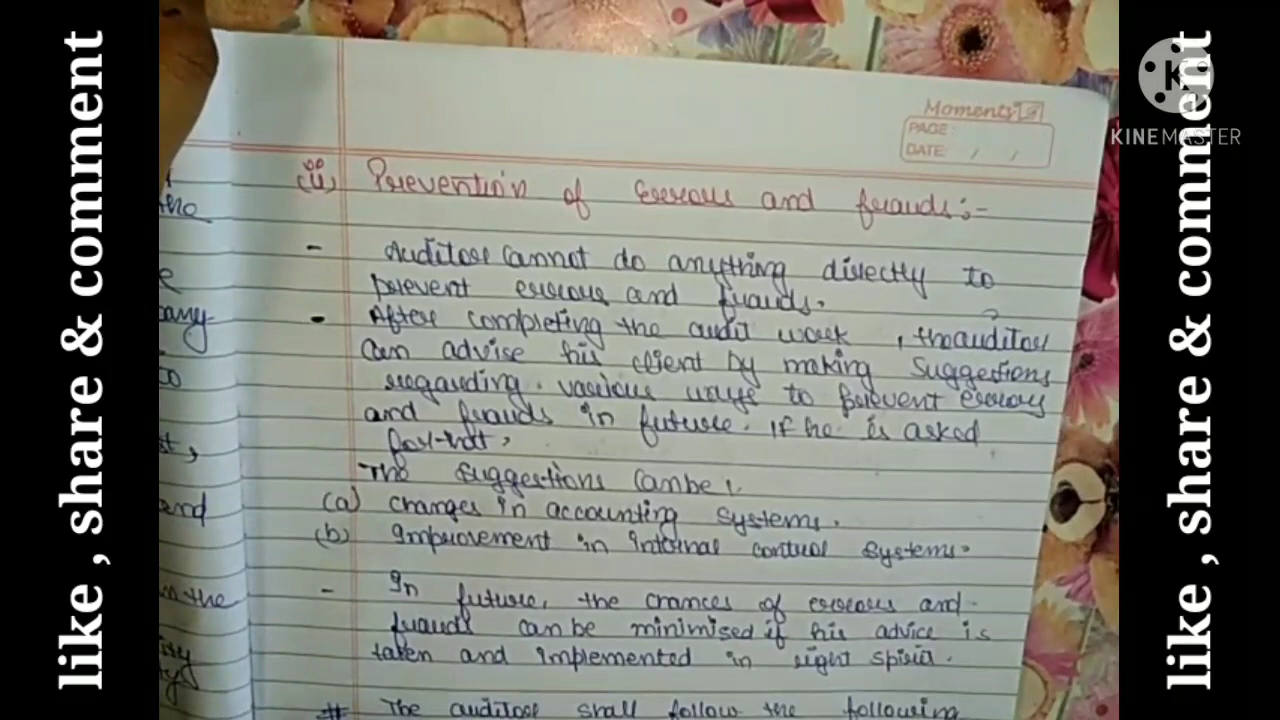 like , share & comment
Moments
PAGE:
DATE: / /
KINEMASTER
(ii) Prevention of Errors and frauds:-
- Auditor cannot do anything directly to
prevent errors and frauds.
- After completing the audit work, the auditor
can advise his client by making suggestions
regarding various ways to prevent errors
and frauds in future. If he is asked
for
The suggestions can be:
(a) Changes in accounting systems.
(b) Improvement in internal control systems.
- In future, the chances of errors and
frauds can be minimised if his advice is
taken and implemented in right spirit.
# The auditor shall follow the following
the
and
the
like , share & comment